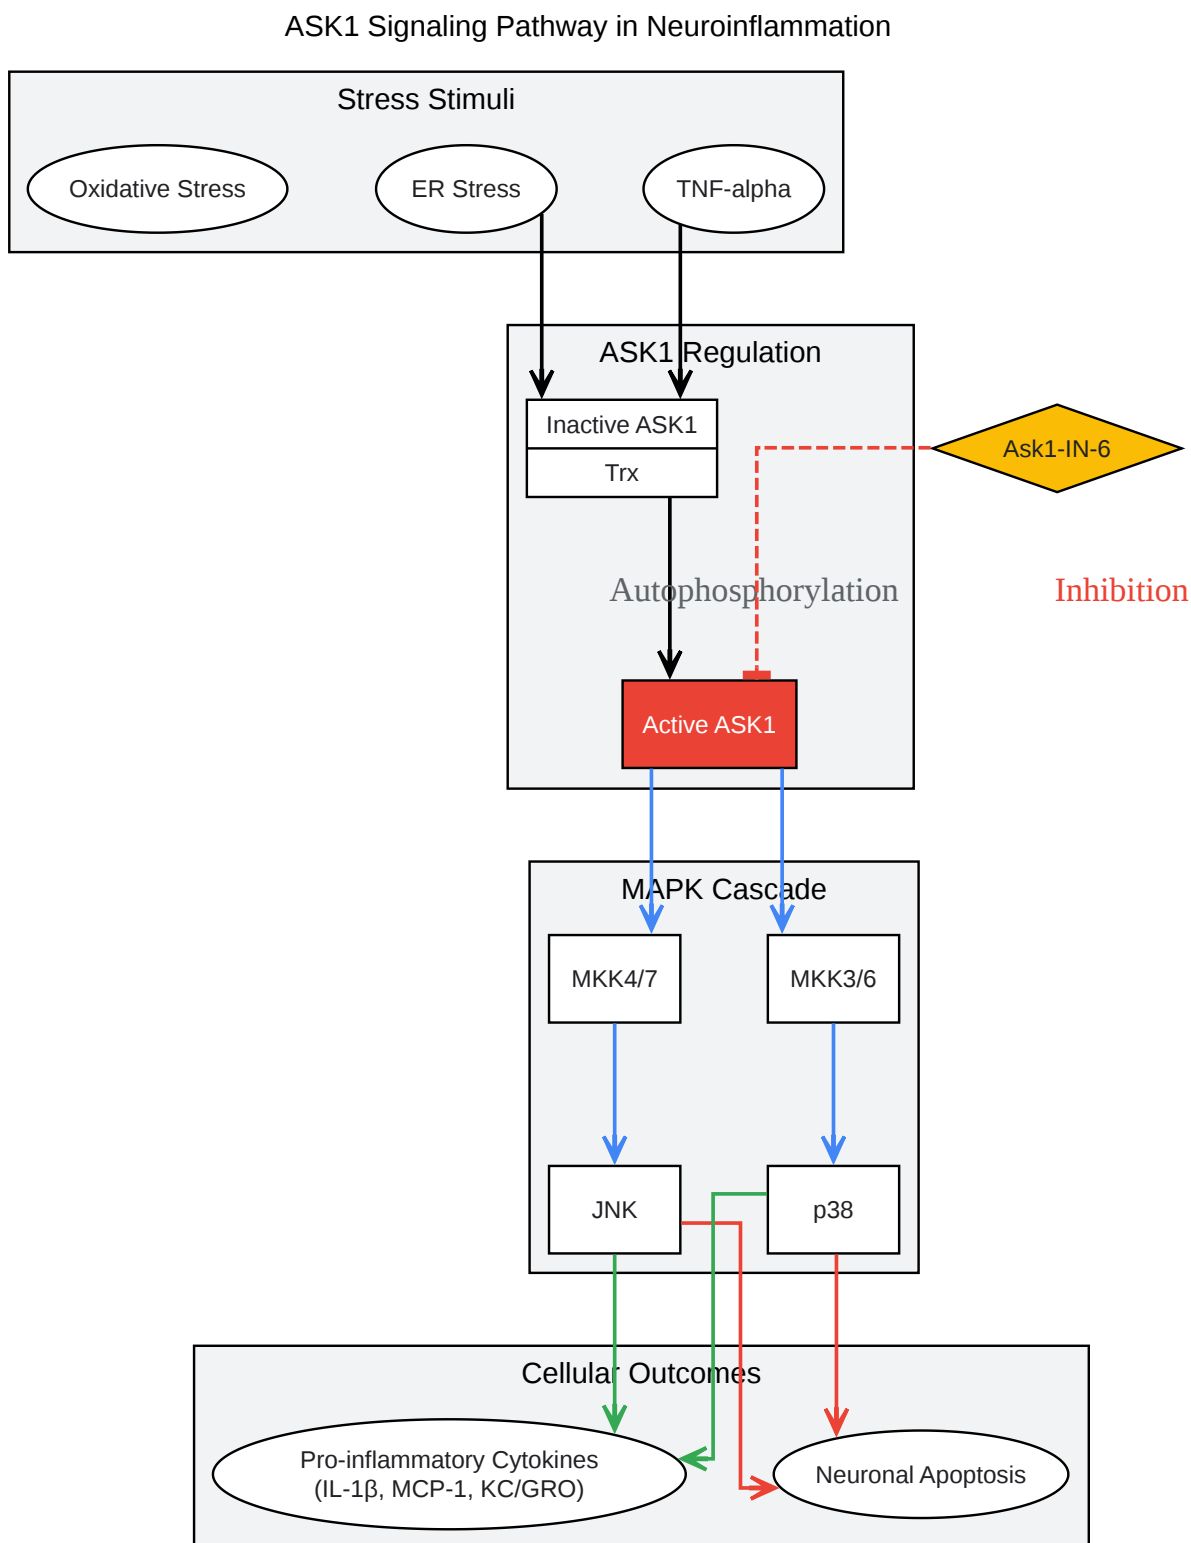 ASK1 Signaling Pathway in Neuroinflammation
Stress Stimuli
Oxidative Stress
ER Stress
TNF-alpha
ASK1 Regulation
Inactive ASK1
Trx
Ask1-IN-6
Autophosphorylation
Inhibition
Active ASK1
MAPK Cascade
MKK4/7
MKK3/6
JNK
p38
Cellular Outcomes
Pro-inflammatory Cytokines
(IL-1β, MCP-1, KC/GRO)
Neuronal Apoptosis